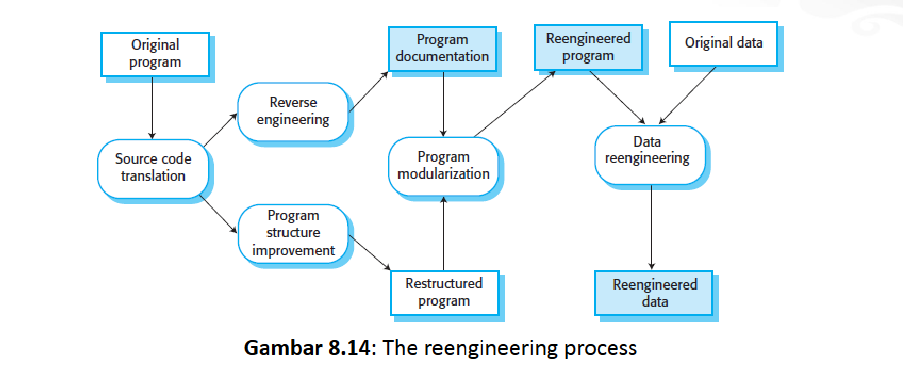 Original
program
Program
documentation
Reengineered
program
Original data
Reverse
engineering
Source code
translation
Program
modularization
Data
reengineering
Program
structure
improvement
Restructured
program
Reengineered
data
Gambar 8.14: The reengineering process